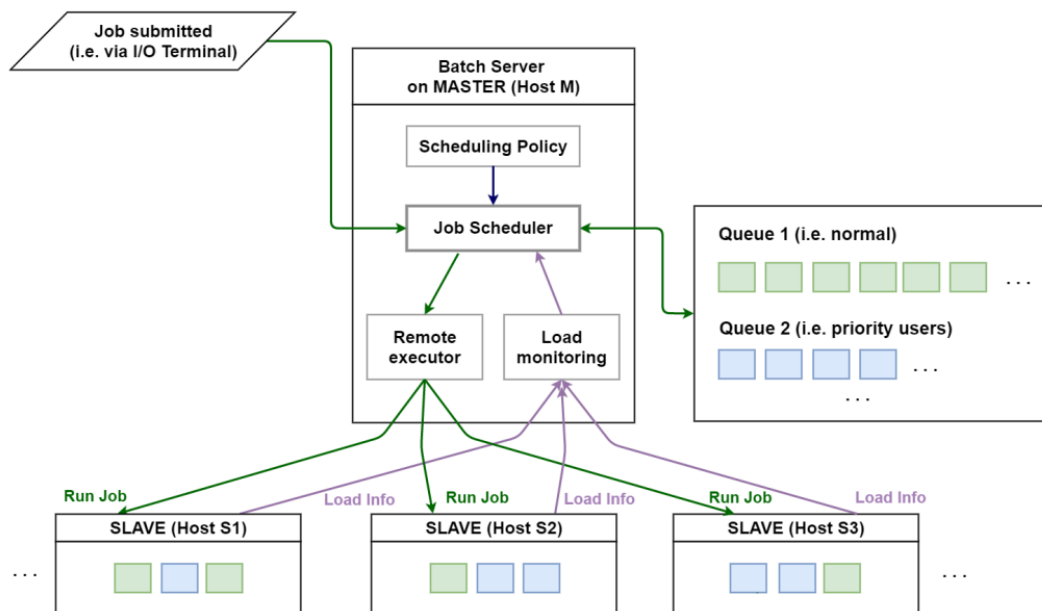 Job submitted
(i.e. via I/O Terminal)
Batch Server
on MASTER (Host M)
Scheduling Policy
Job Scheduler
Queue 1 (i.e. normal)
. . .
Queue 2 (i.e. priority users)
. . .
. . .
Remote
executor
Load
monitoring
Run Job
Load Info
Run Job
Load Info
Run Job
Load Info
SLAVE (Host S1)
SLAVE (Host S2)
SLAVE (Host S3)
. . .
. . .